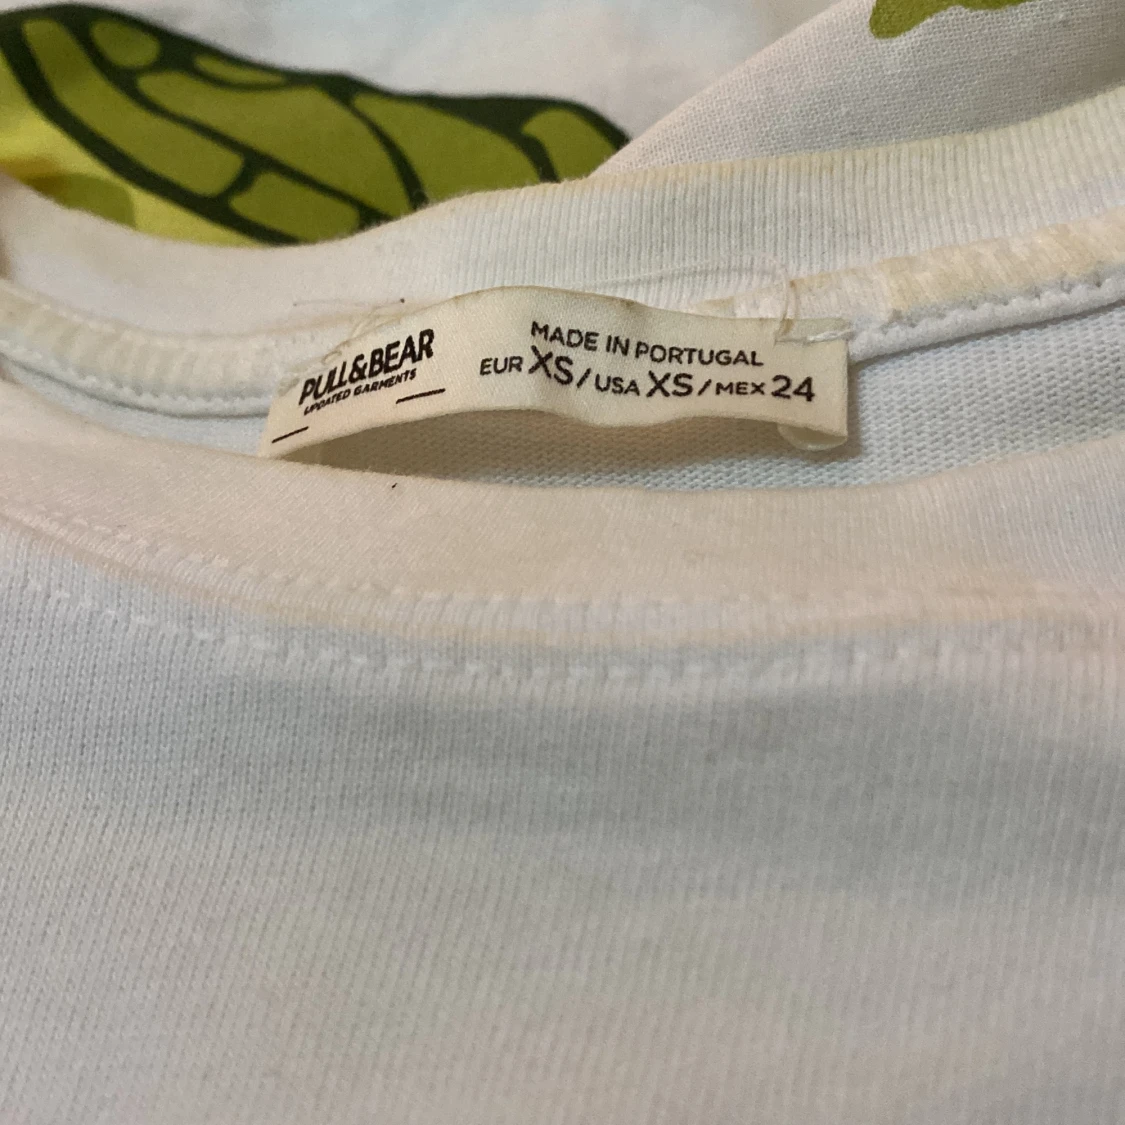 PULL&BEAR
UPDATED GARMENTS
MADE IN PORTUGAL
EUR XS/USA XS/MEX 24